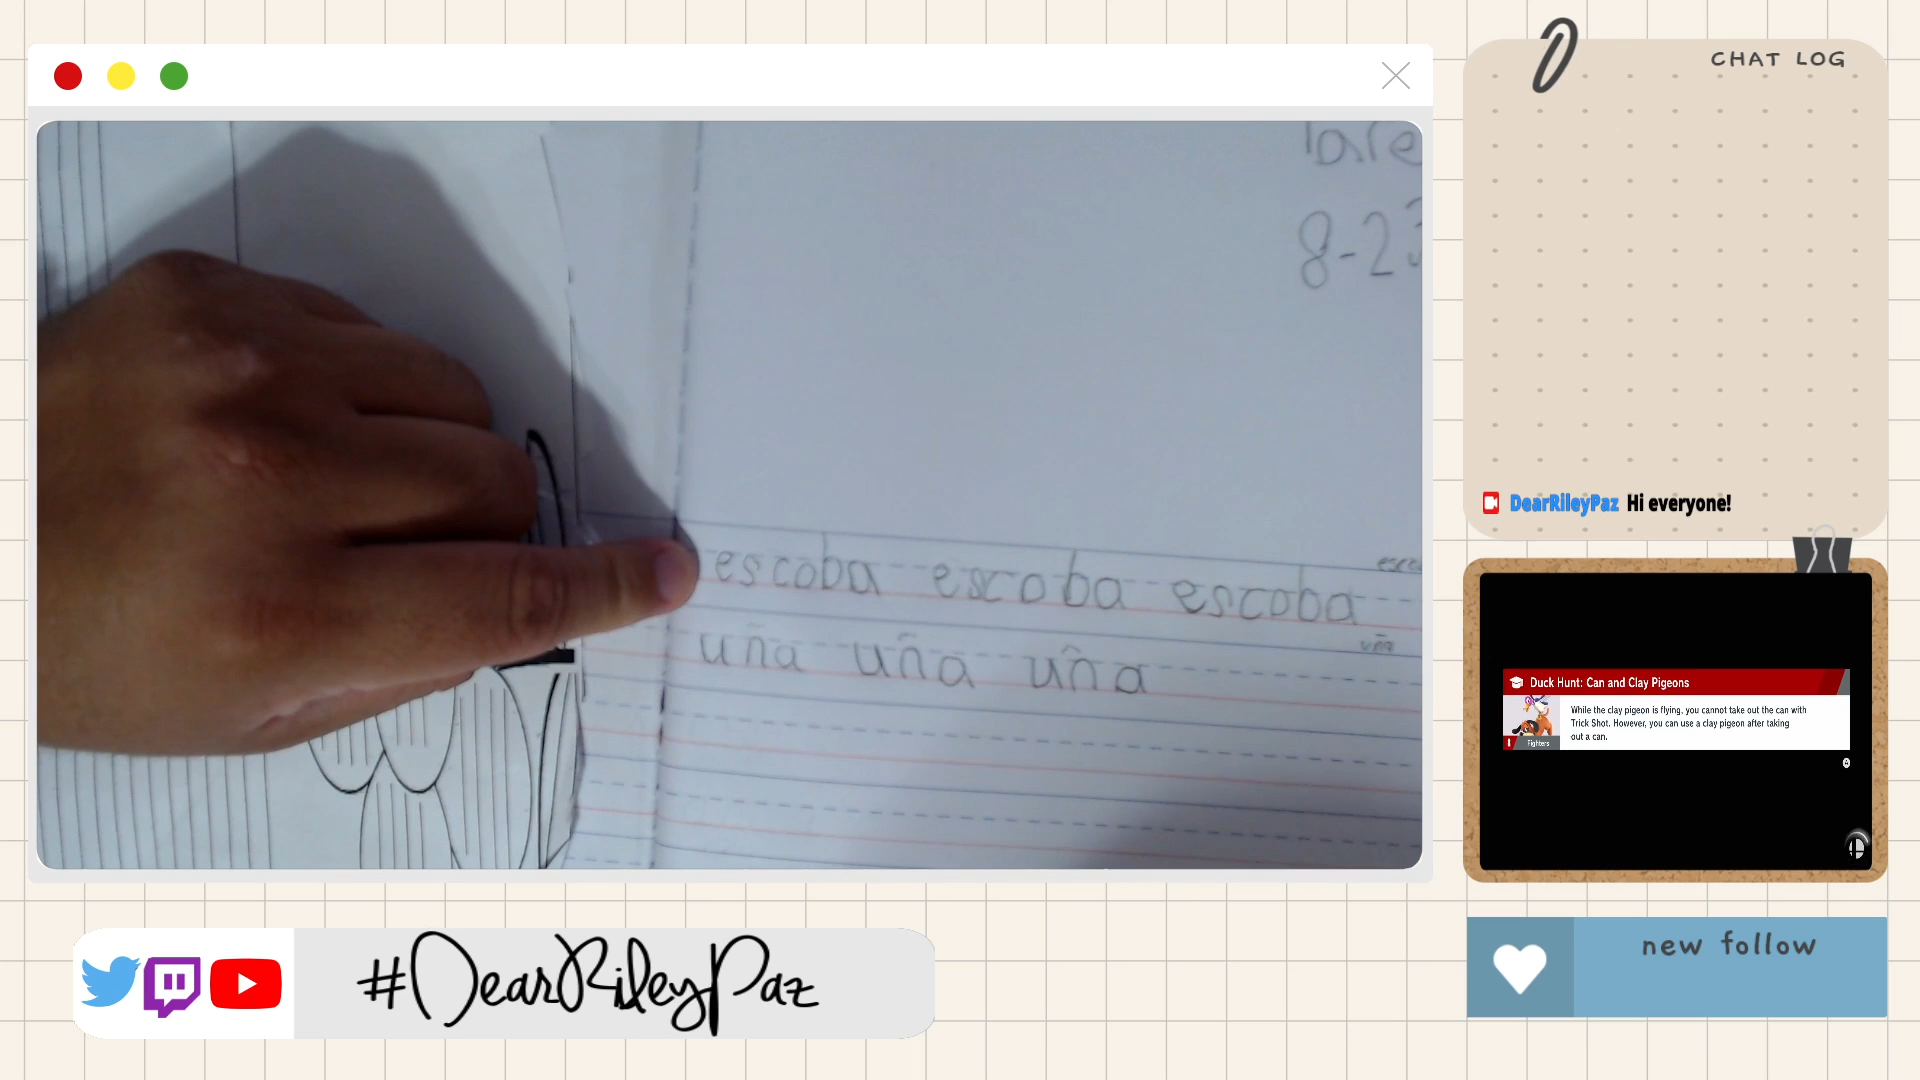 CHAT LOG
8-2
escoba escoba escoba
uña uña uña
uña
DearRileyPaz Hi everyone!
Duck Hunt: Can and Clay Pigeons
While the clay pigeon is flying, you cannot take out the can with
Trick Shot. However, you can use a clay pigeon after taking
out a can.
Fighters
#DearRileyPaz
new follow